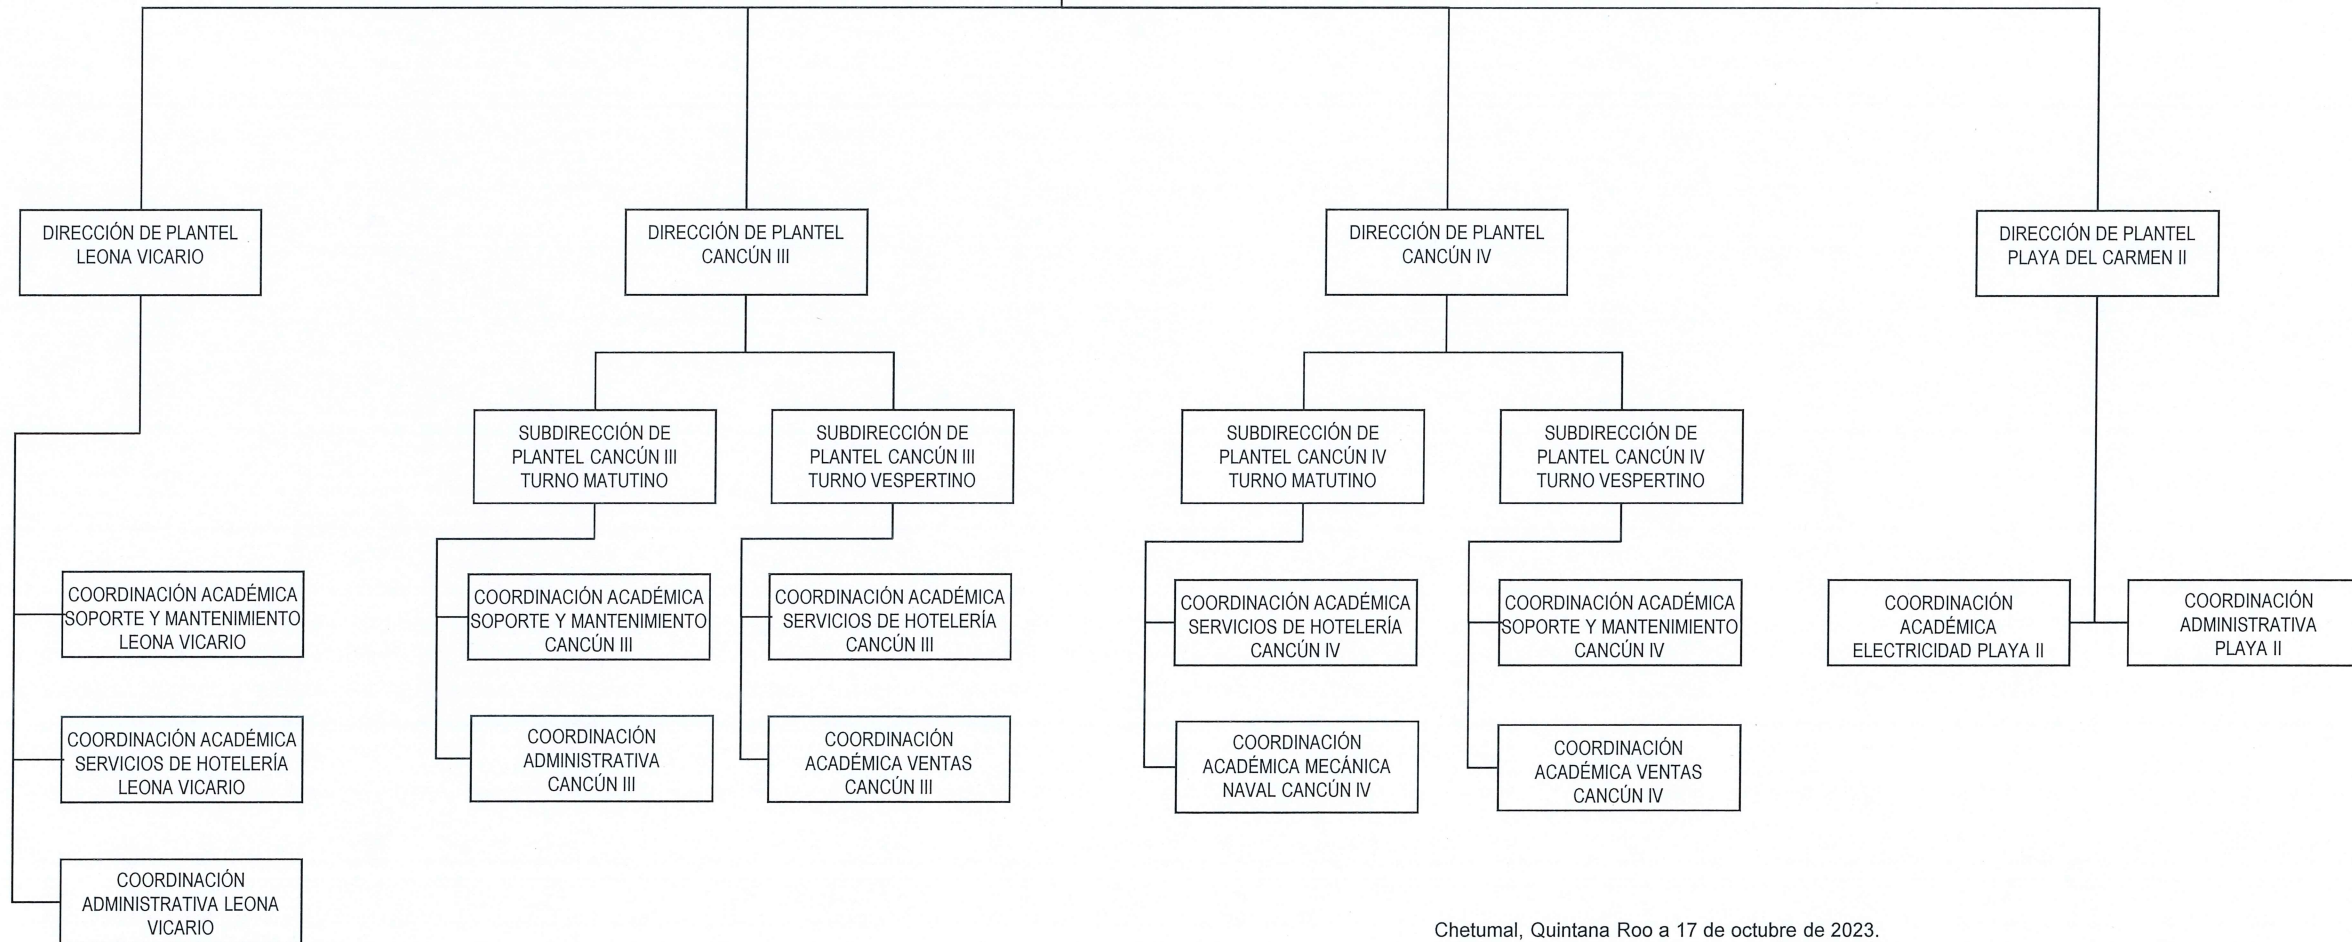 DIRECCIÓN DE PLANTEL
LEONA VICARIO
DIRECCIÓN DE PLANTEL
CANCÚN III
DIRECCIÓN DE PLANTEL
CANCÚN IV
DIRECCIÓN DE PLANTEL
PLAYA DEL CARMEN II
SUBDIRECCIÓN DE
PLANTEL CANCÚN III
TURNO MATUTINO
SUBDIRECCIÓN DE
PLANTEL CANCÚN III
TURNO VESPERTINO
SUBDIRECCIÓN DE
PLANTEL CANCÚN IV
TURNO MATUTINO
SUBDIRECCIÓN DE
PLANTEL CANCÚN IV
TURNO VESPERTINO
COORDINACIÓN ACADÉMICA
SOPORTE Y MANTENIMIENTO
LEONA VICARIO
COORDINACIÓN ACADÉMICA
SOPORTE Y MANTENIMIENTO
CANCÚN III
COORDINACIÓN ACADÉMICA
SERVICIOS DE HOTELERÍA
CANCÚN III
COORDINACIÓN ACADÉMICA
SERVICIOS DE HOTELERÍA
CANCÚN IV
COORDINACIÓN ACADÉMICA
SOPORTE Y MANTENIMIENTO
CANCÚN IV
COORDINACIÓN
ACADÉMICA
ELECTRICIDAD PLAYA II
COORDINACIÓN
ADMINISTRATIVA
PLAYA II
COORDINACIÓN ACADÉMICA
SERVICIOS DE HOTELERÍA
LEONA VICARIO
COORDINACIÓN
ADMINISTRATIVA
CANCÚN III
COORDINACIÓN
ACADÉMICA VENTAS
CANCÚN III
COORDINACIÓN
ACADÉMICA MECÁNICA
NAVAL CANCÚN IV
COORDINACIÓN
ACADÉMICA VENTAS
CANCÚN IV
COORDINACIÓN
ADMINISTRATIVA LEONA
VICARIO
Chetumal, Quintana Roo a 17 de octubre de 2023.